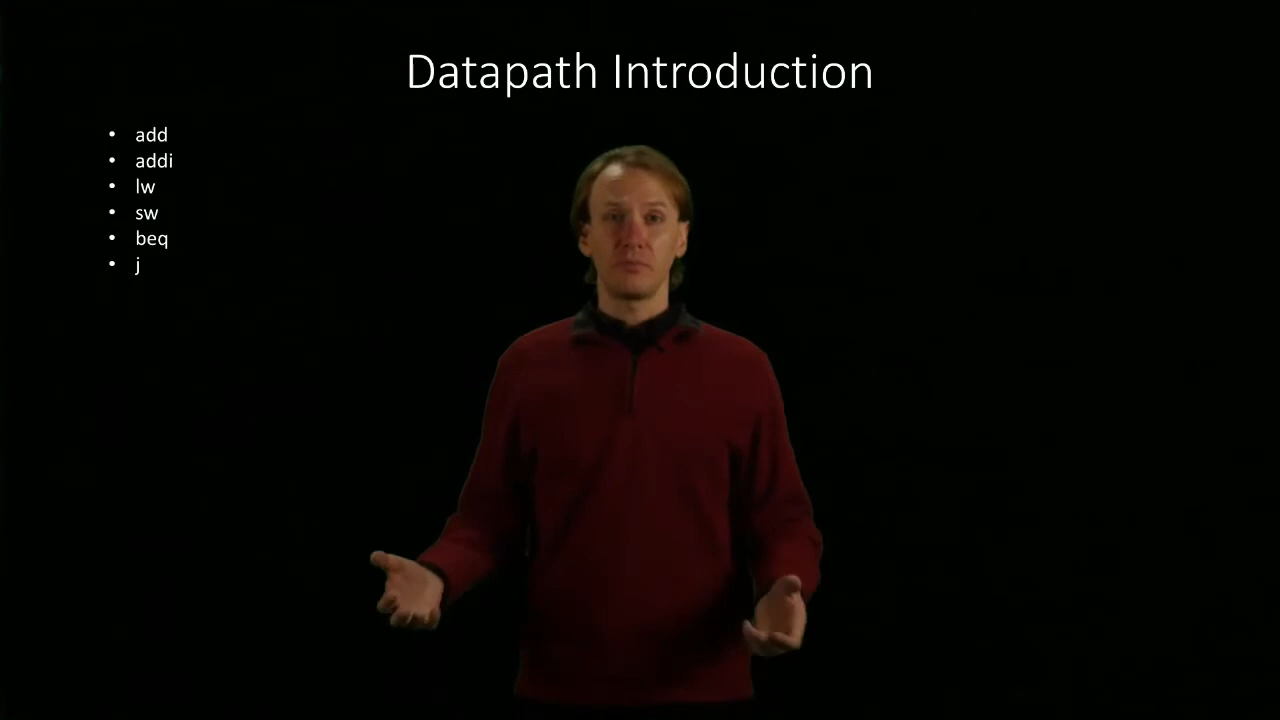 Datapath Introduction
• add
• addi
• lw
• sw
• beq
• j